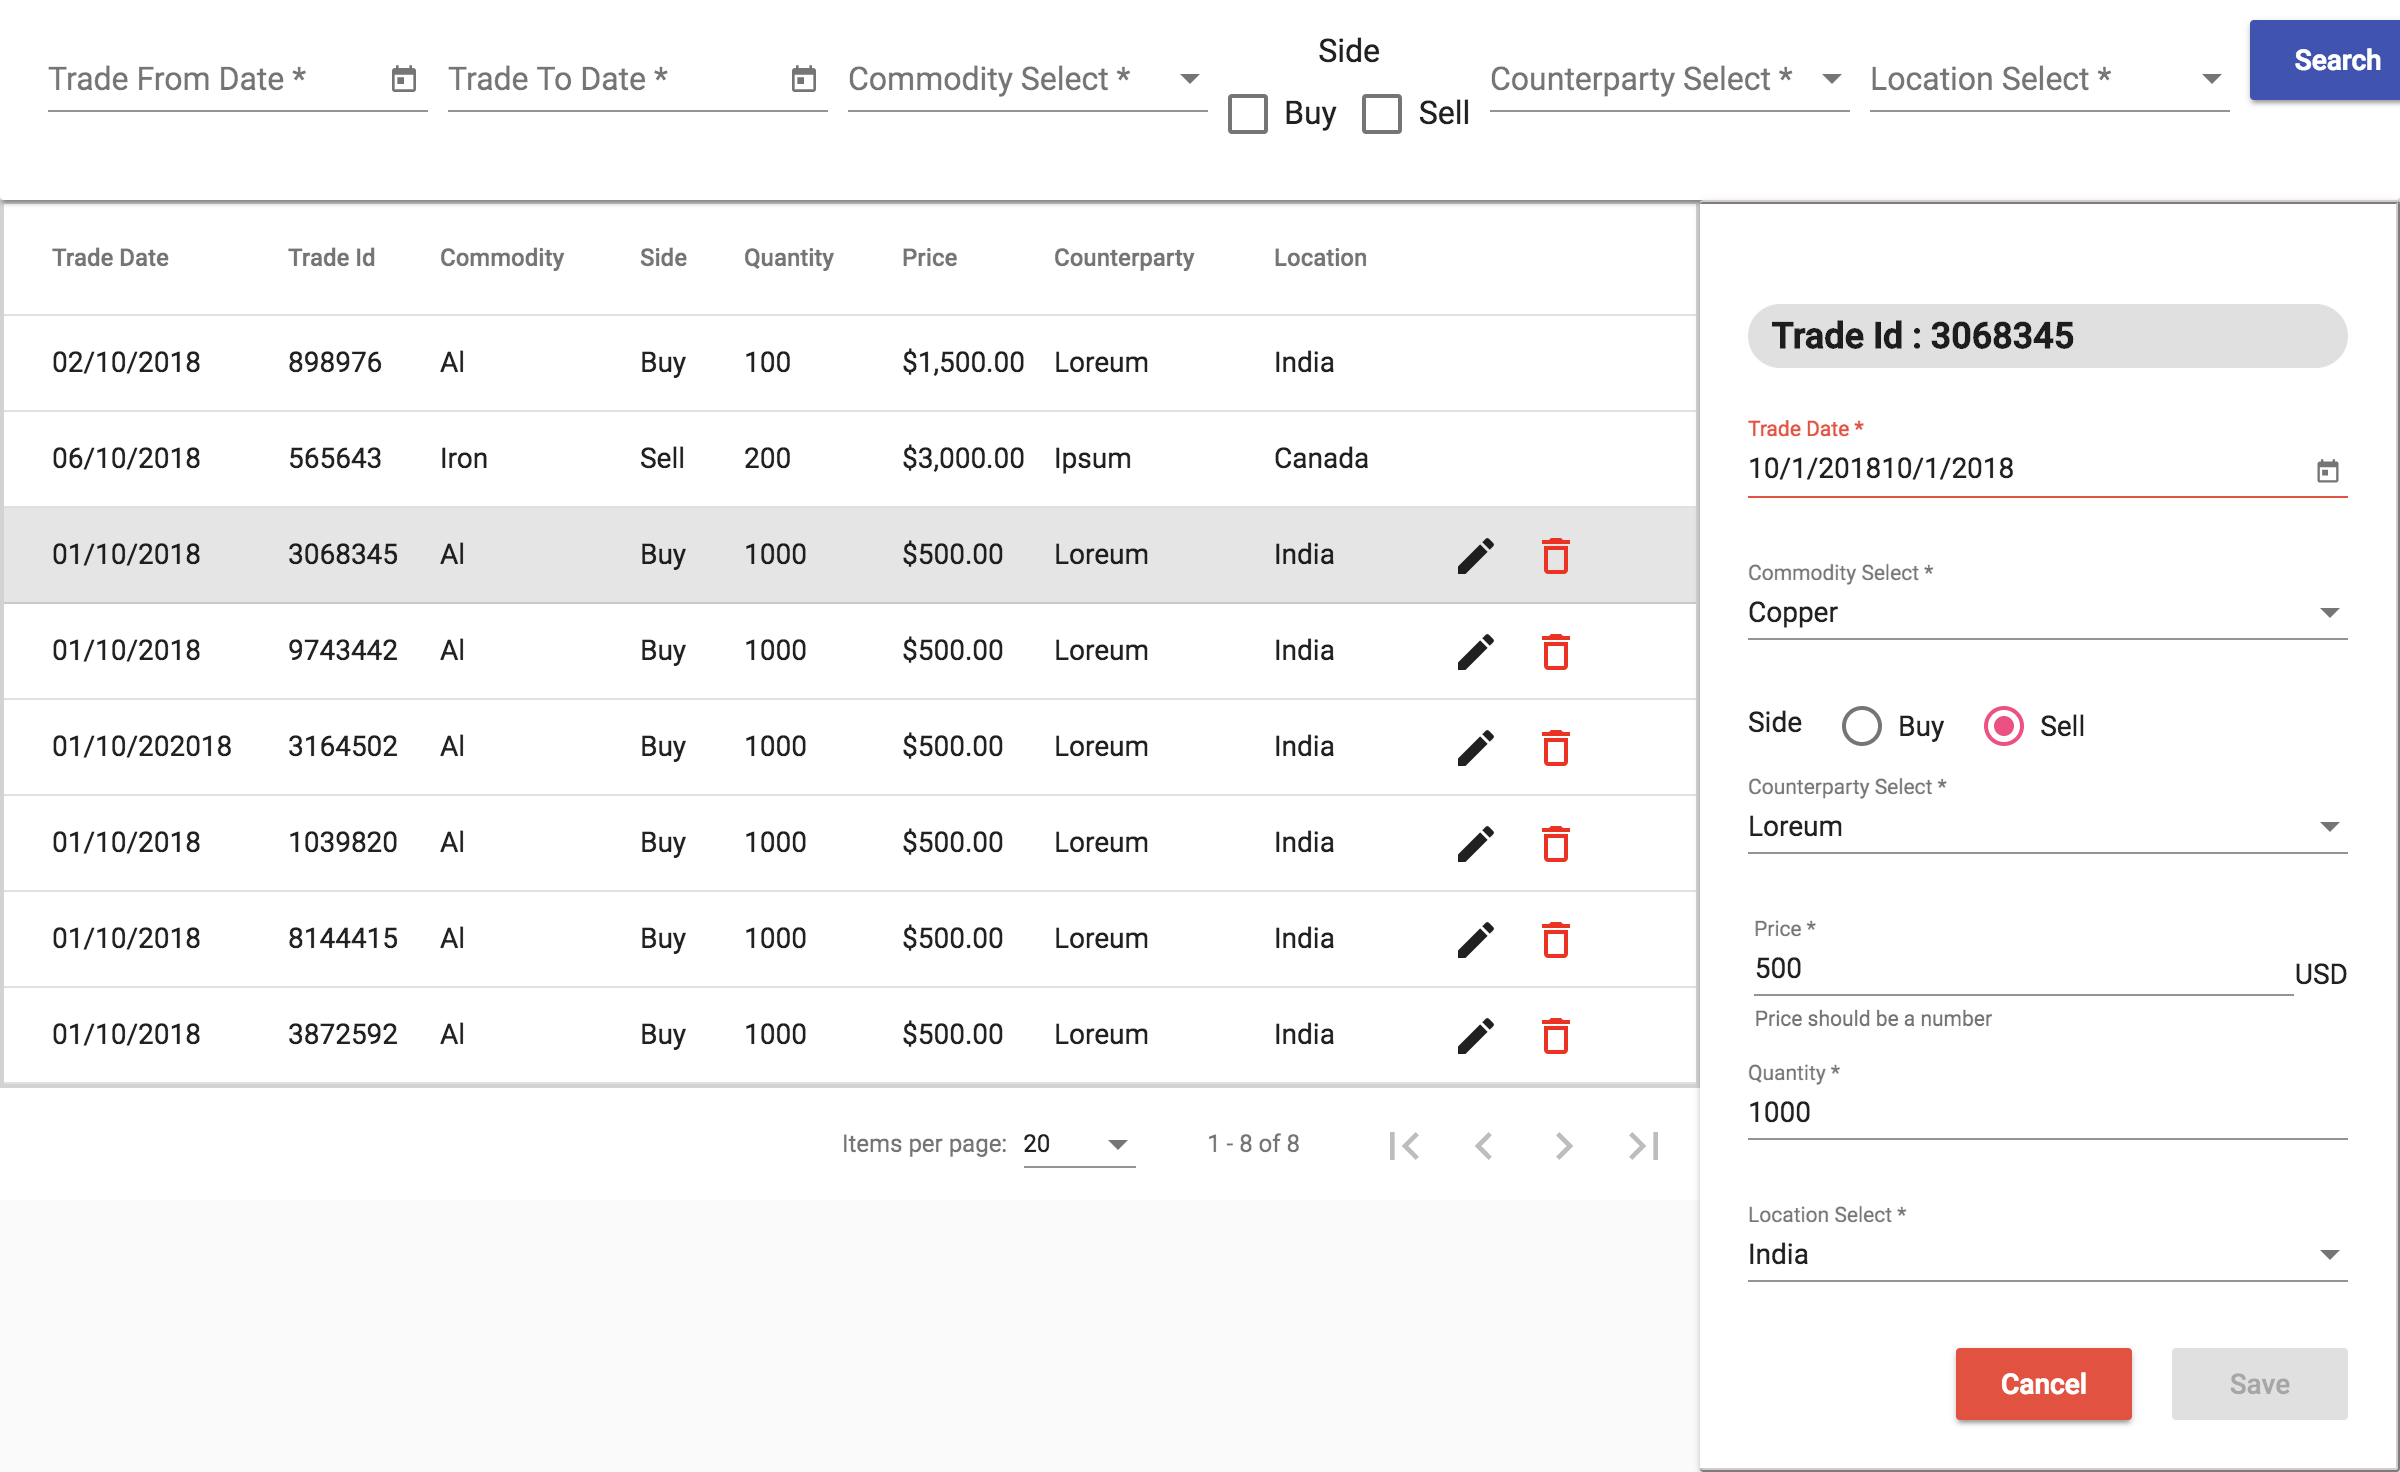 Trade From Date *
Trade To Date *
Commodity Select *
Side
Buy
Sell
Counterparty Select *
Location Select *
Search
Trade Date Trade Id Commodity Side Quantity Price Counterparty Location
02/10/2018 898976 Al Buy 100 $1,500.00 Loreum India
06/10/2018 565643 Iron Sell 200 $3,000.00 Ipsum Canada
01/10/2018 3068345 Al Buy 1000 $500.00 Loreum India
01/10/2018 9743442 Al Buy 1000 $500.00 Loreum India
01/10/202018 3164502 Al Buy 1000 $500.00 Loreum India
01/10/2018 1039820 Al Buy 1000 $500.00 Loreum India
01/10/2018 8144415 Al Buy 1000 $500.00 Loreum India
01/10/2018 3872592 Al Buy 1000 $500.00 Loreum India
Items per page: 20 1 - 8 of 8
Trade Id : 3068345
Trade Date *
10/1/201810/1/2018
Commodity Select *
Copper
Side Buy Sell
Counterparty Select *
Loreum
Price *
500 USD
Price should be a number
Quantity *
1000
Location Select *
India
Cancel Save